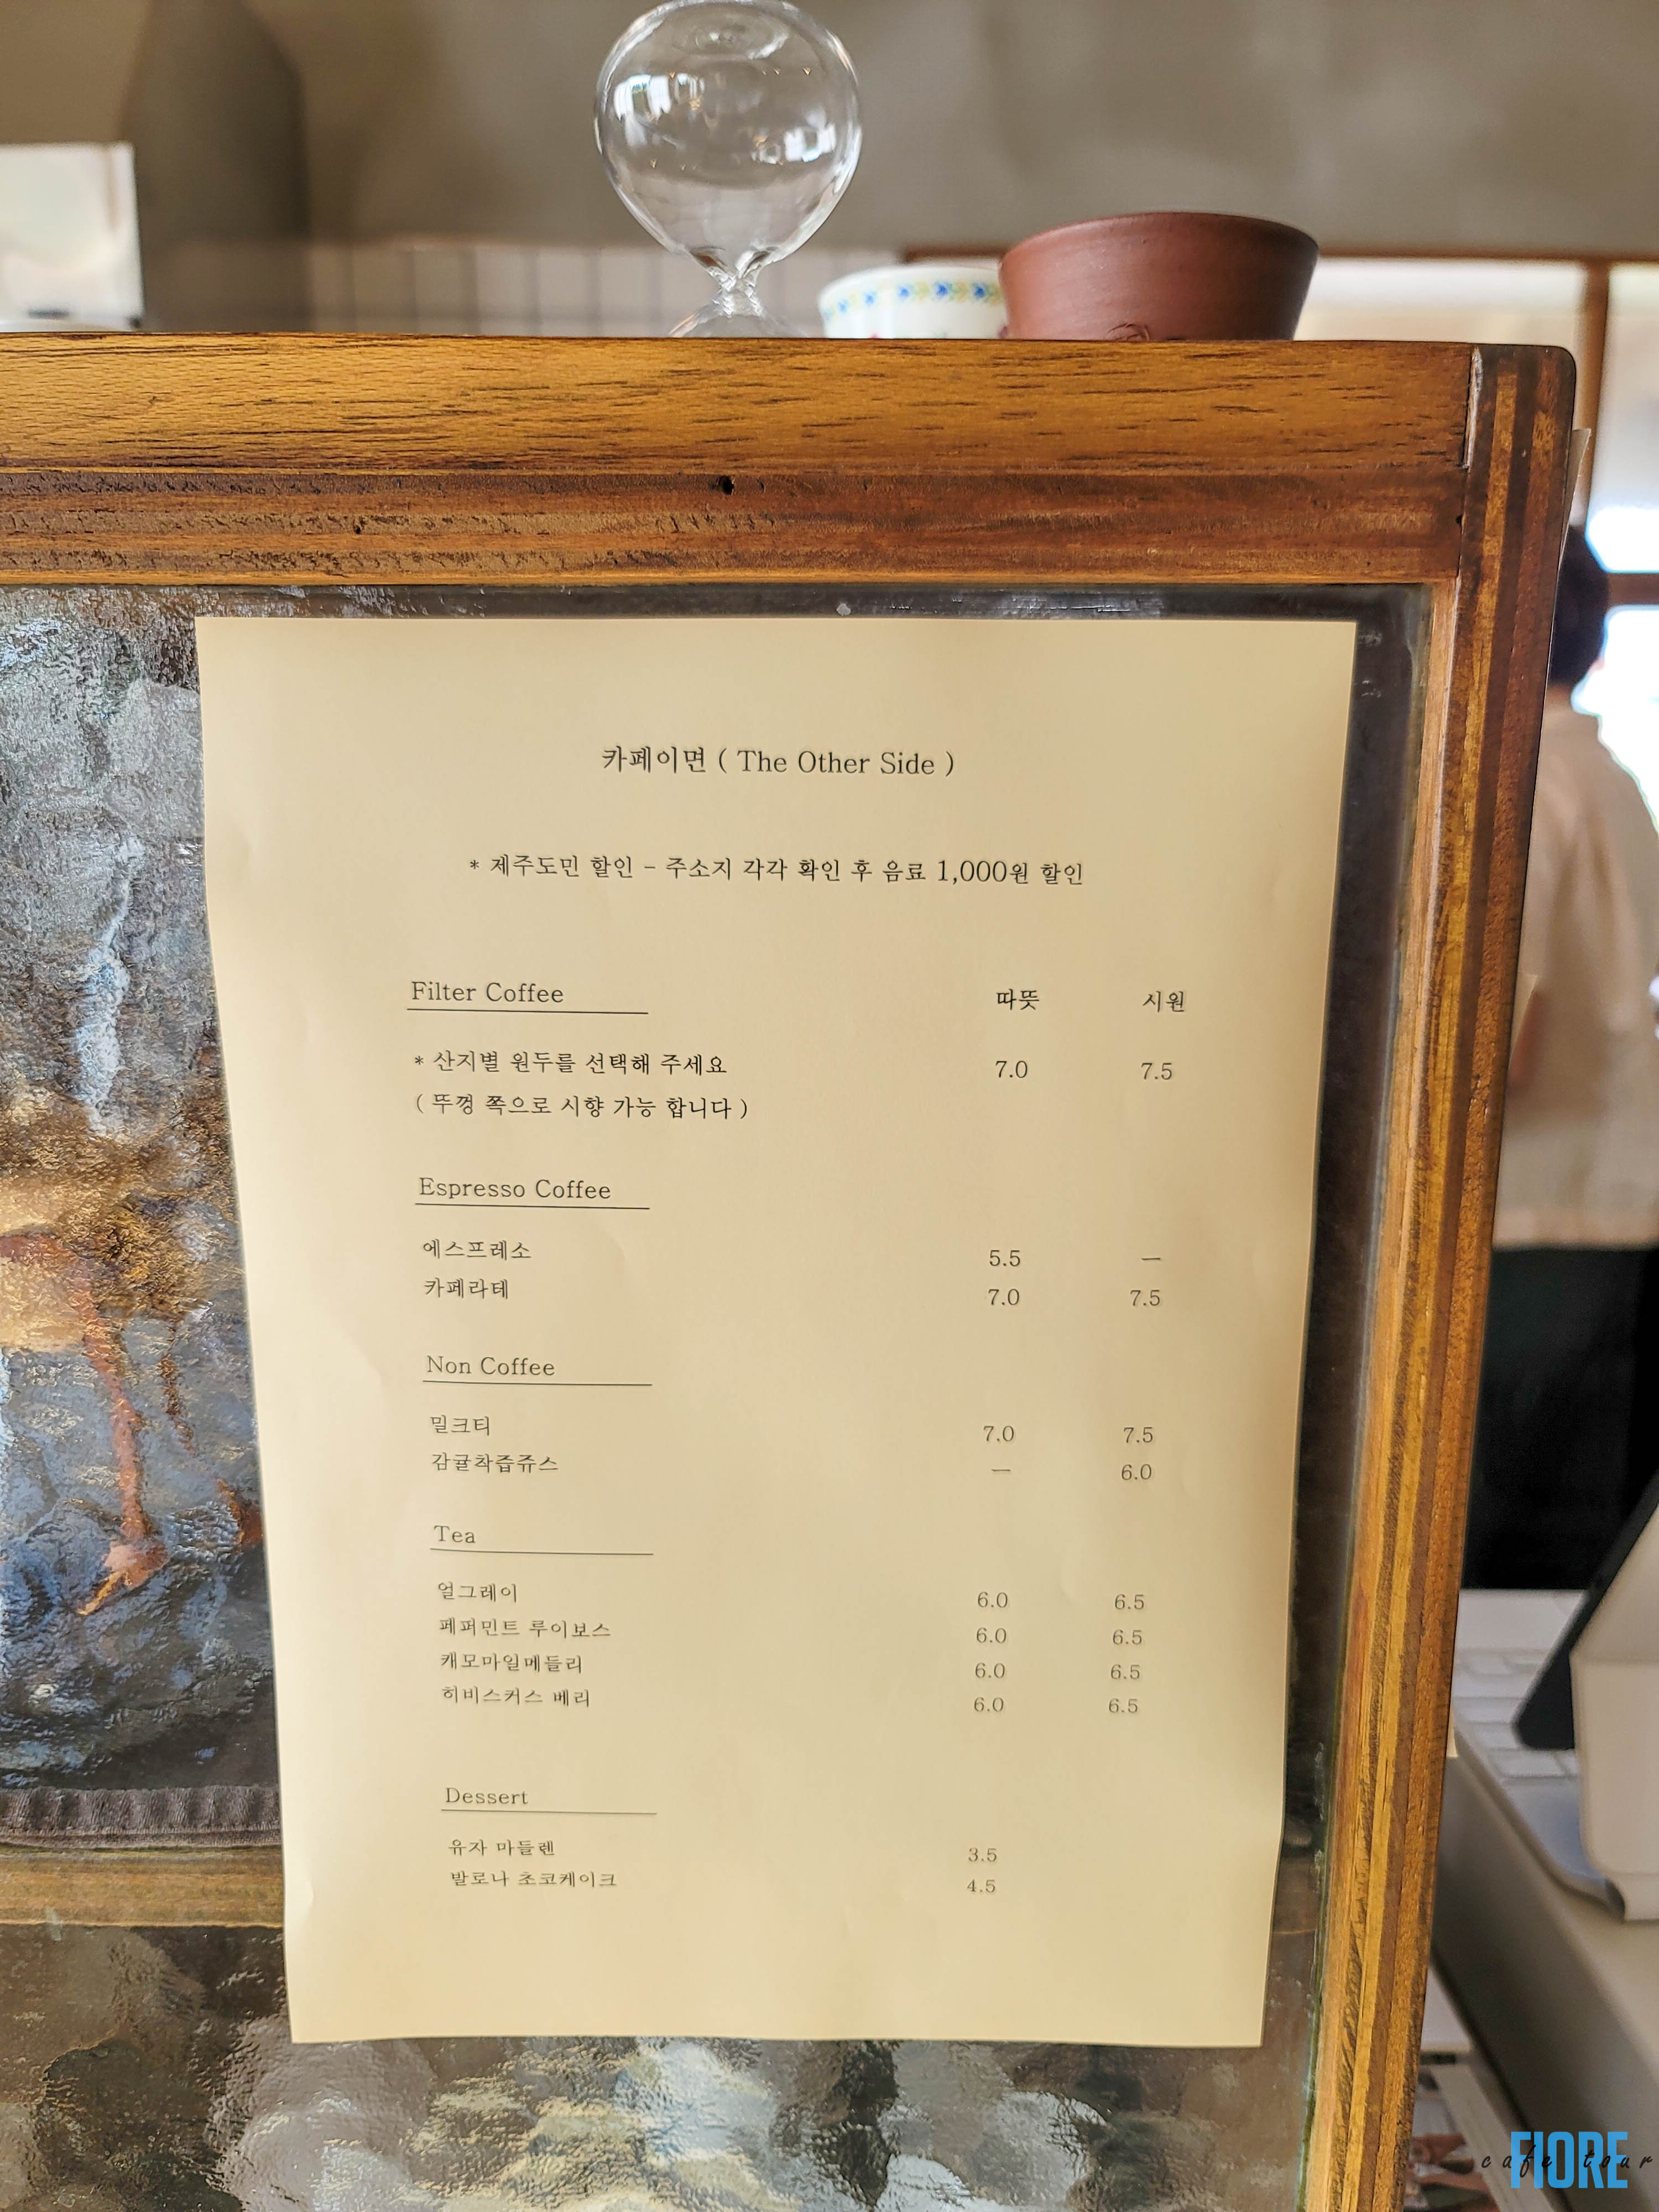 카페이면 ( The Other Side )
* 제주도민 할인 - 주소지 각각 확인 후 음료 1,000원 할인
Filter Coffee 따뜻 시원
* 산지별 원두를 선택해 주세요 7.0 7.5
( 뚜껑 쪽으로 시향 가능 합니다 )
Espresso Coffee
에스프레소 5.5 —
카페라테 7.0 7.5
Non Coffee
밀크티 7.0 7.5
감귤착즙쥬스 — 6.0
Tea
얼그레이 6.0 6.5
페퍼민트 루이보스 6.0 6.5
캐모마일메들리 6.0 6.5
히비스커스 베리 6.0 6.5
Dessert
유자 마들렌 3.5
발로나 초코케이크 4.5
FIORE
cafe tour